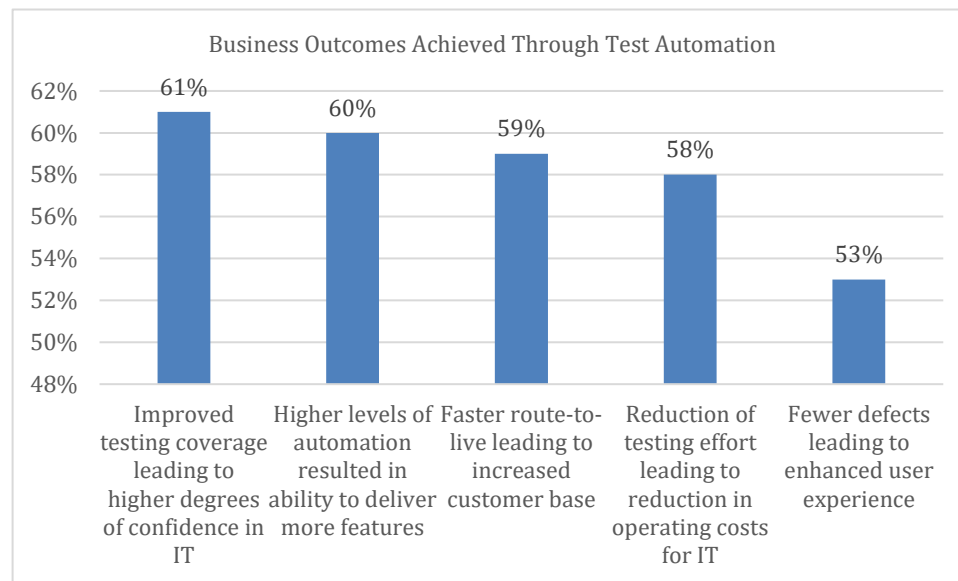 Business Outcomes Achieved Through Test Automation
62%
60%
58%
56%
54%
52%
50%
48%
61%
60%
59%
58%
53%
Improved
testing coverage
leading to
higher degrees
of confidence in
IT
Higher levels of
automation
resulted in
ability to deliver
more features
Faster route-to-
live leading to
increased
customer base
Reduction of
testing effort
leading to
reduction in
operating costs
for IT
Fewer defects
leading to
enhanced user
experience